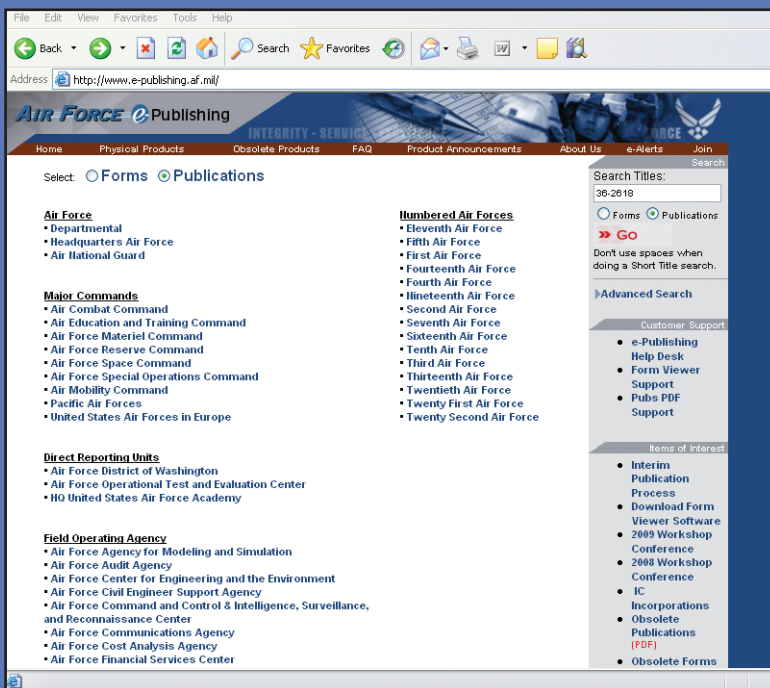 File Edit View Favorites Tools Help
Back Search Favorites
Address http://www.e-publishing.af.mil/
AIR FORCE e-Publishing
INTEGRITY - SERVICE
Home Physical Products Obsolete Products FAQ Product Announcements About Us e-Alerts Join
Select: Forms Publications
Air Force
▪ Departmental
▪ Headquarters Air Force
▪ Air National Guard
Major Commands
▪ Air Combat Command
▪ Air Education and Training Command
▪ Air Force Materiel Command
▪ Air Force Reserve Command
▪ Air Force Space Command
▪ Air Force Special Operations Command
▪ Air Mobility Command
▪ Pacific Air Forces
▪ United States Air Forces in Europe
Direct Reporting Units
▪ Air Force District of Washington
▪ Air Force Operational Test and Evaluation Center
▪ HQ United States Air Force Academy
Field Operating Agency
▪ Air Force Agency for Modeling and Simulation
▪ Air Force Audit Agency
▪ Air Force Center for Engineering and the Environment
▪ Air Force Civil Engineer Support Agency
▪ Air Force Command and Control & Intelligence, Surveillance,
and Reconnaissance Center
▪ Air Force Communications Agency
▪ Air Force Cost Analysis Agency
▪ Air Force Financial Services Center
Numbered Air Forces
▪ Eleventh Air Force
▪ Fifth Air Force
▪ First Air Force
▪ Fourteenth Air Force
▪ Fourth Air Force
▪ Nineteenth Air Force
▪ Second Air Force
▪ Seventh Air Force
▪ Sixteenth Air Force
▪ Tenth Air Force
▪ Third Air Force
▪ Thirteenth Air Force
▪ Twentieth Air Force
▪ Twenty First Air Force
▪ Twenty Second Air Force
Search
Search Titles:
36-2618
Forms Publications
Go
Don't use spaces when
doing a Short Title search.
Advanced Search
Customer Support
• e-Publishing
Help Desk
• Form Viewer
Support
• Pubs PDF
Support
Items of Interest
• Interim
Publication
Process
• Download Form
Viewer Software
• 2009 Workshop
Conference
• 2008 Workshop
Conference
• IC
Incorporations
• Obsolete
Publications
(PDF)
• Obsolete Forms